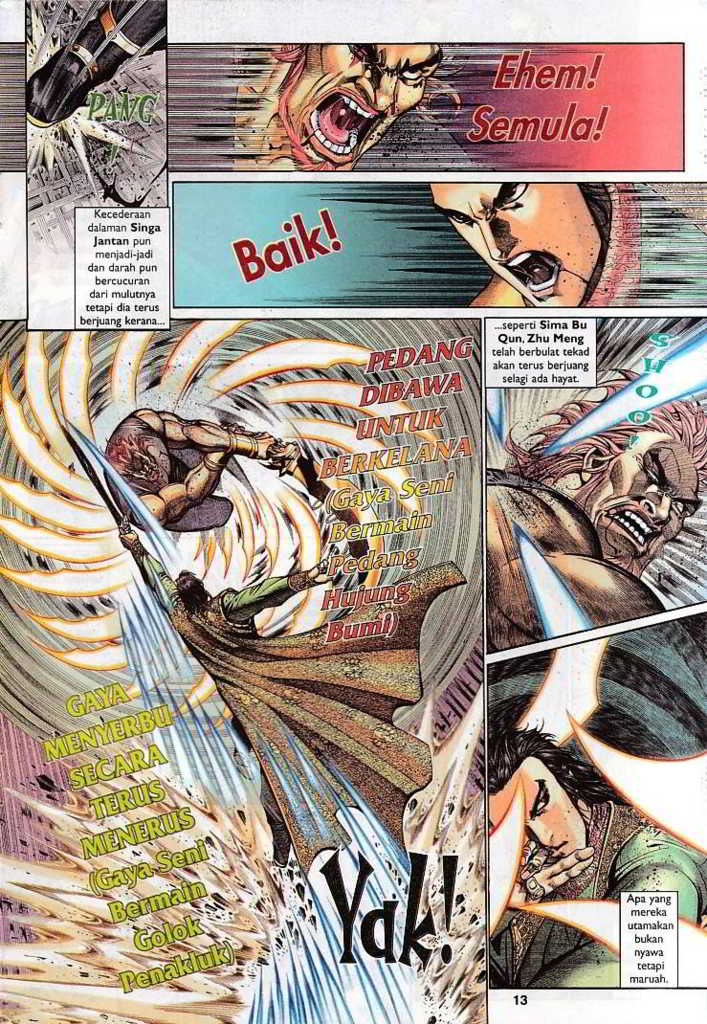 PANG
!
Ehem!
Semula!
Kecederaan
dalaman Singa
Jantan pun
menjadi-jadi
dan darah pun
bercucuran
dari mulutnya
tetapi dia terus
berjuang kerana...
Baik!
...seperti Sima Bu
Qun, Zhu Meng
telah berbulat tekad
akan terus berjuang
selagi ada hayat.
SHOO!
PEDANG
DIBAWA
UNTUK
BERKELANA
(Gaya Seni
Bermain
Pedang
Hujung
Bumi)
GAYA
MENYERBU
SECARA
TERUS
MENERUS
(Gaya Seni
Bermain
Golok
Penakluk)
Yak!
Apa yang
mereka
utamakan
bukan
nyawa
tetapi
maruah.
13